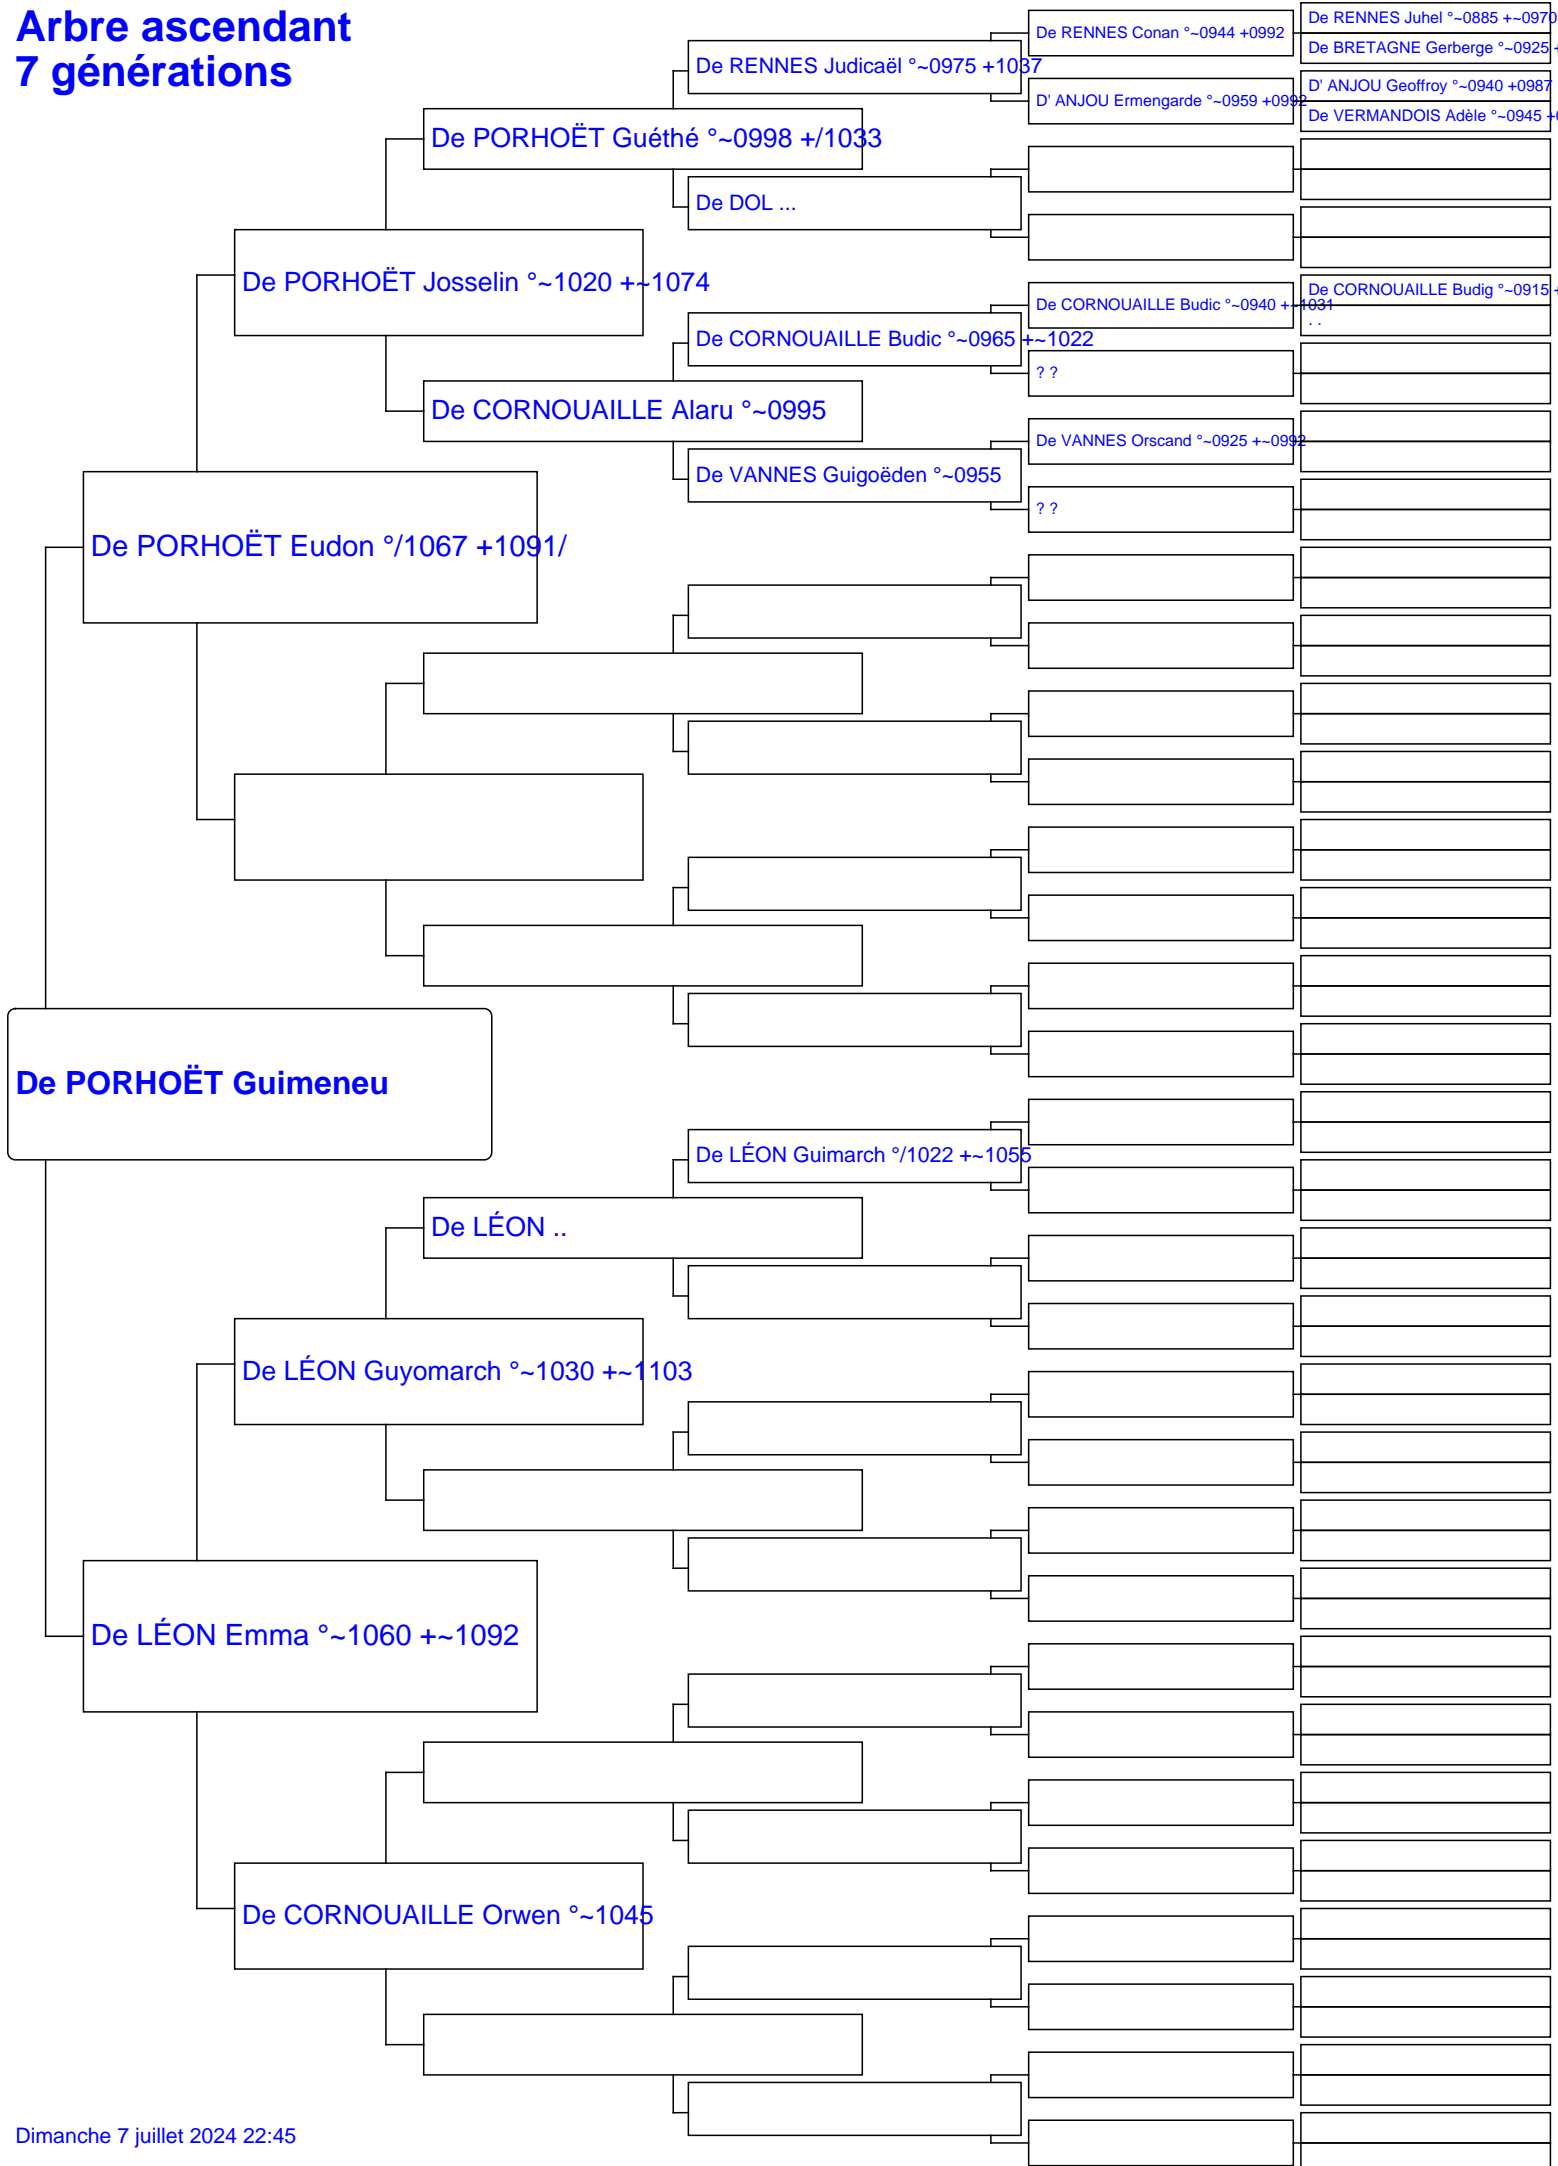 Arbre ascendant
7 générations
De RENNES Juhel °~0885 +~0970
De RENNES Conan °~0944 +0992
De BRETAGNE Gerberge °~0925 +
De RENNES Judicaël °~0975 +1037
D' ANJOU Geoffroy °~0940 +0987
D' ANJOU Ermengarde °~0959 +0992
De VERMANDOIS Adèle °~0945 +
De PORHOËT Guéthé °~0998 +/1033
De DOL ...
De PORHOËT Josselin °~1020 +~1074
De CORNOUAILLE Budig °~0915 +
De CORNOUAILLE Budic °~0940 +~1031
. .
De CORNOUAILLE Budic °~0965 +~1022
? ?
De CORNOUAILLE Alaru °~0995
De VANNES Orscand °~0925 +~0992
De VANNES Guigoëden °~0955
? ?
De PORHOËT Eudon °/1067 +1091/
De PORHOËT Guimeneu
De LÉON Guimarch °/1022 +~1055
De LÉON ..
De LÉON Guyomarch °~1030 +~1103
De LÉON Emma °~1060 +~1092
De CORNOUAILLE Orwen °~1045
Dimanche 7 juillet 2024 22:45